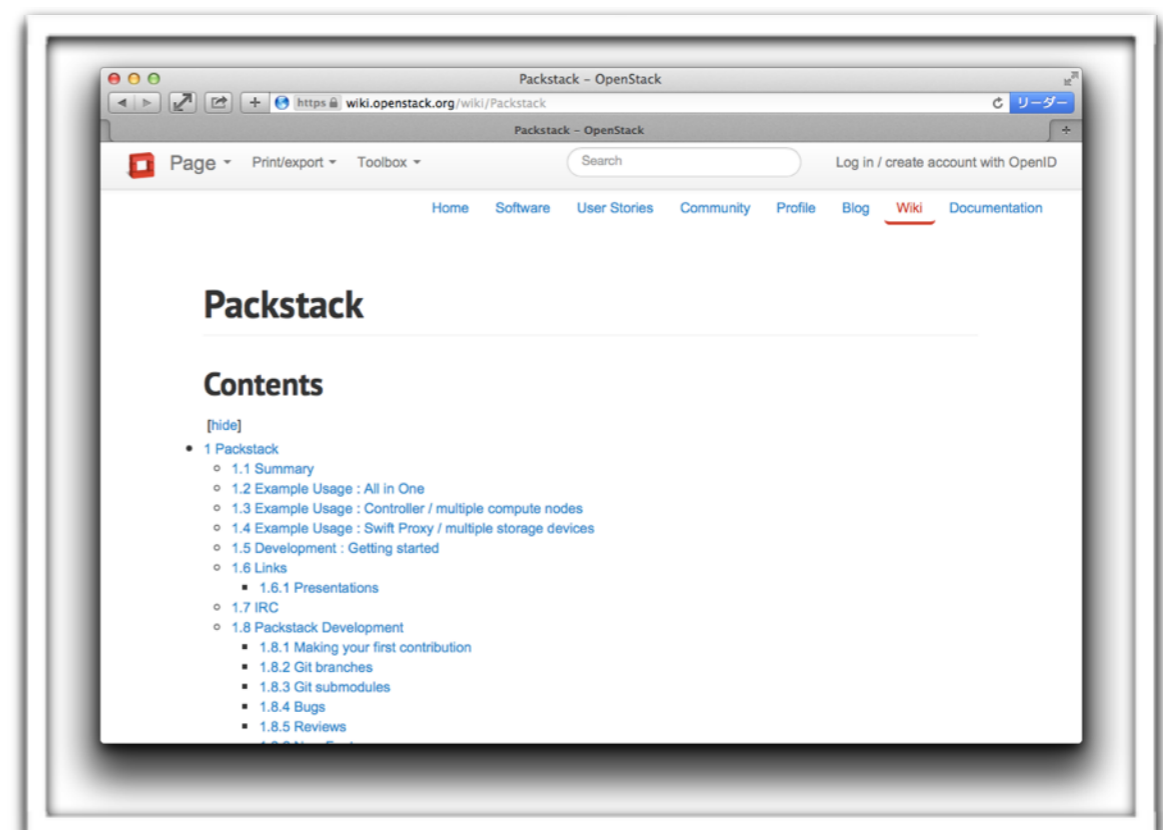 Packstack – OpenStack
https wiki.openstack.org/wiki/Packstack リーダー
Packstack – OpenStack
Page Print/export Toolbox Search Log in / create account with OpenID
Home Software User Stories Community Profile Blog Wiki Documentation
Packstack
Contents
[hide]
1 Packstack
1.1 Summary
1.2 Example Usage : All in One
1.3 Example Usage : Controller / multiple compute nodes
1.4 Example Usage : Swift Proxy / multiple storage devices
1.5 Development : Getting started
1.6 Links
1.6.1 Presentations
1.7 IRC
1.8 Packstack Development
1.8.1 Making your first contribution
1.8.2 Git branches
1.8.3 Git submodules
1.8.4 Bugs
1.8.5 Reviews